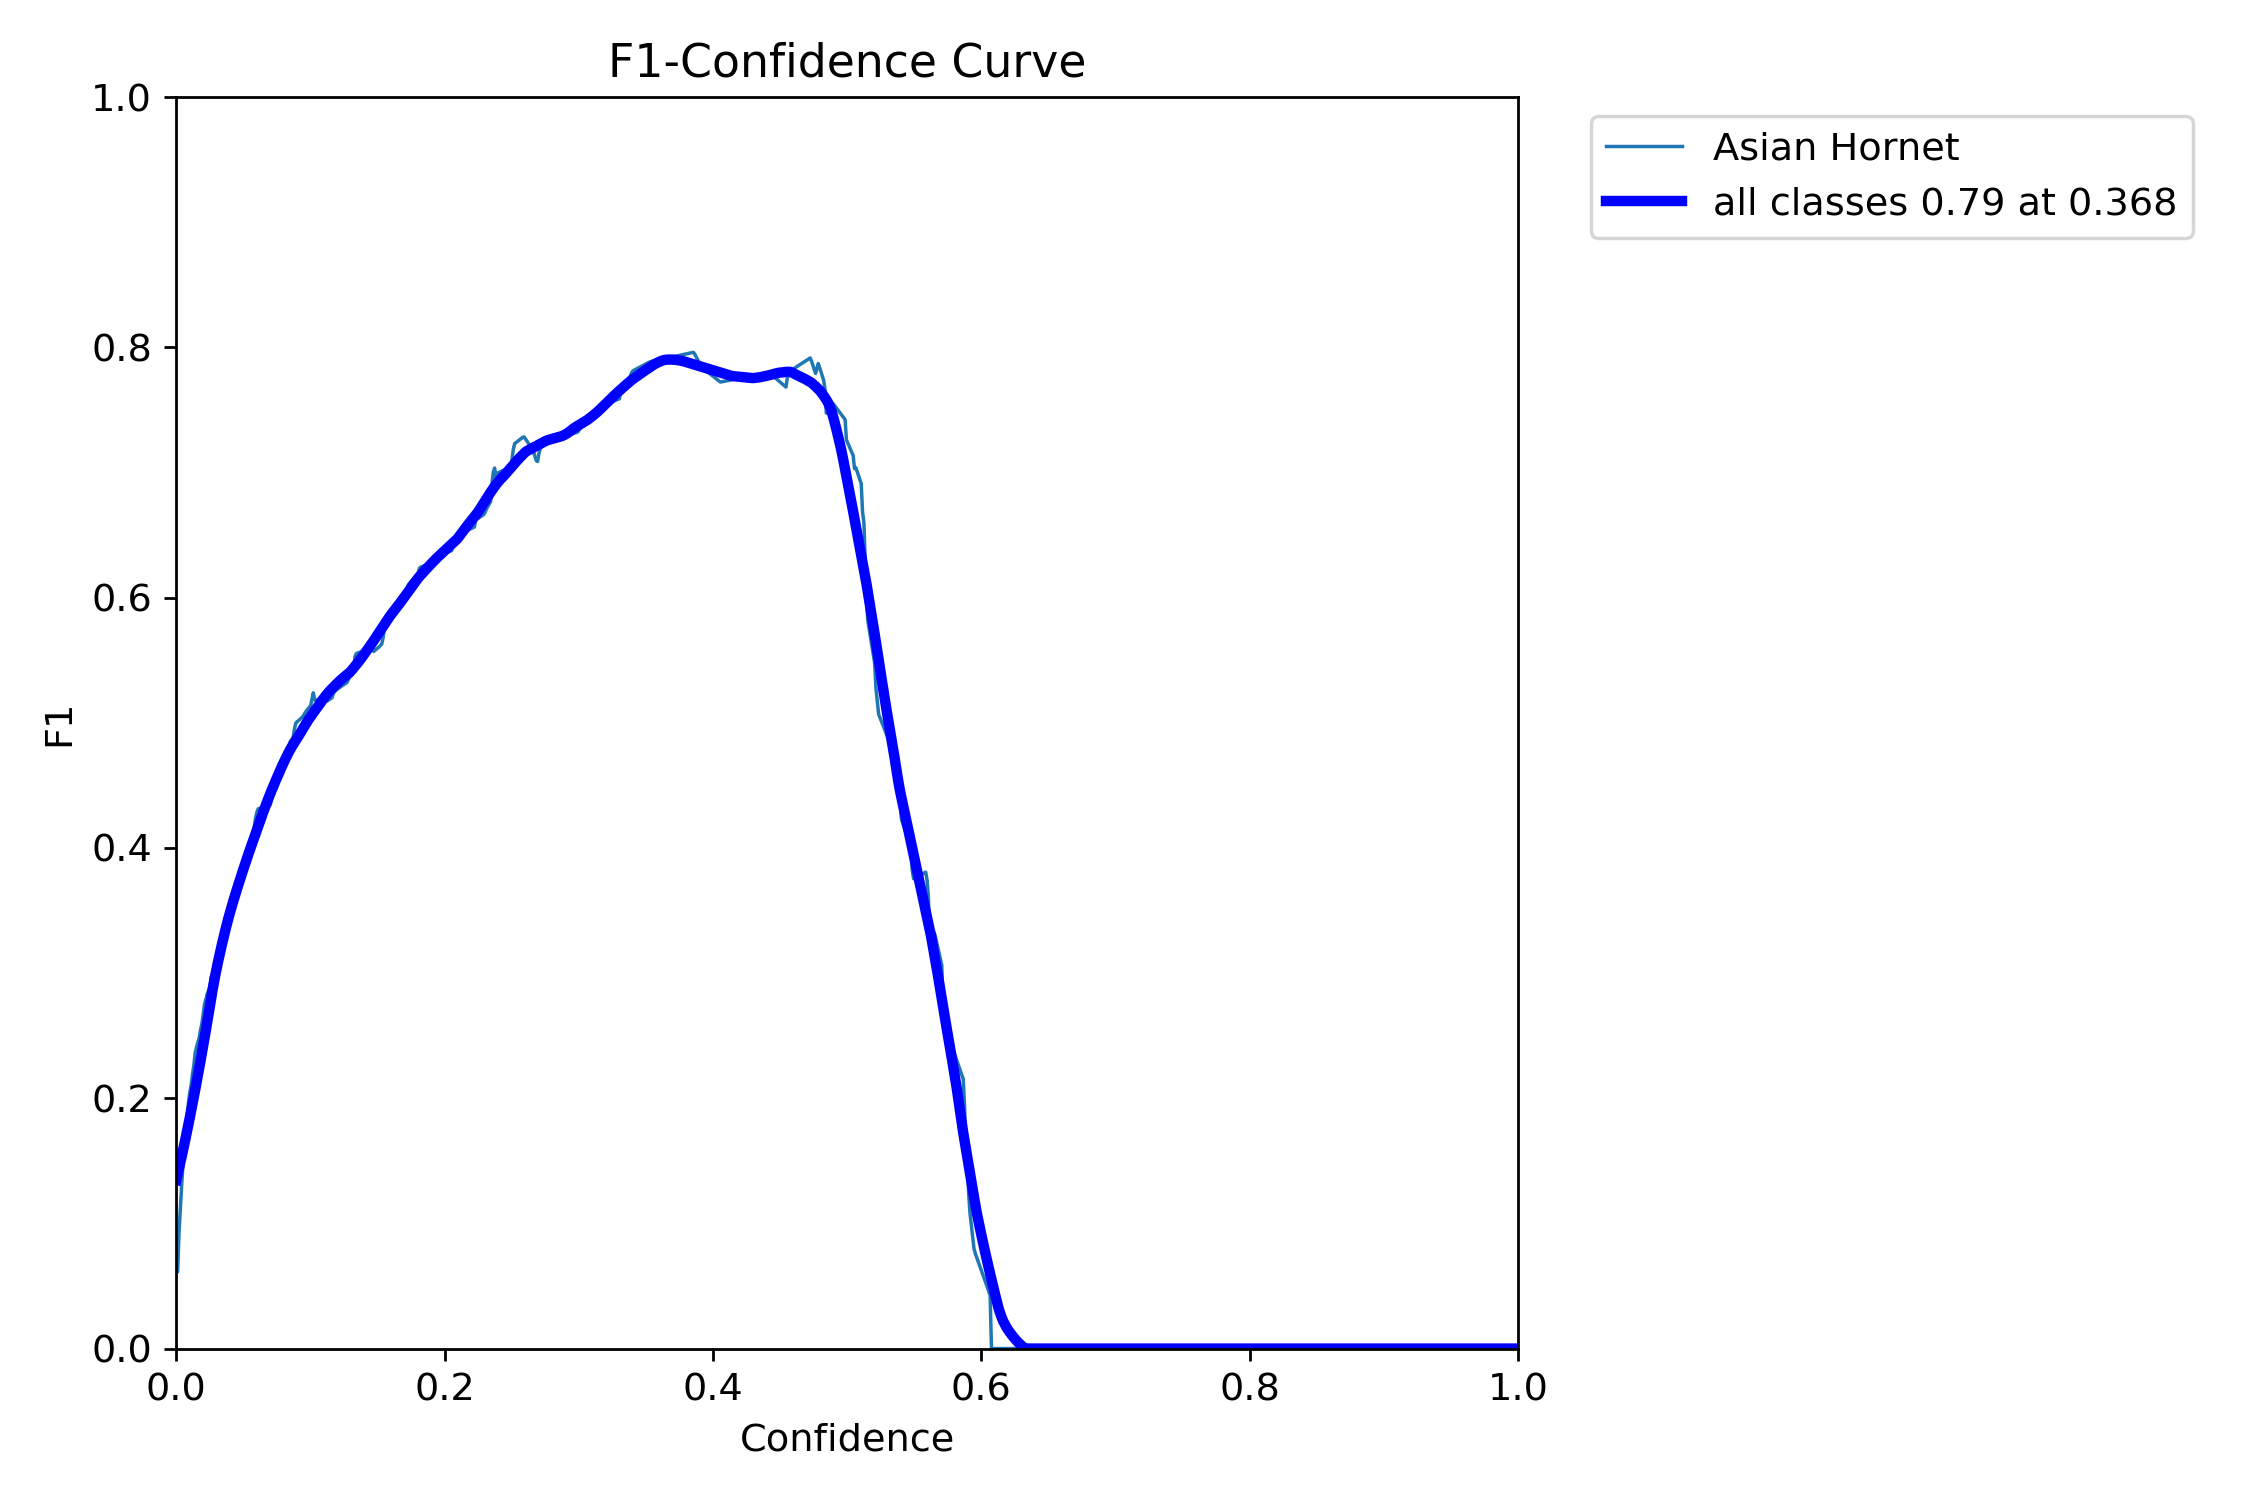 F1-Confidence Curve
1.0
0.8
0.6
0.4
0.2
0.0
F1
0.0 0.2 0.4 0.6 0.8 1.0
Confidence
Asian Hornet
all classes 0.79 at 0.368